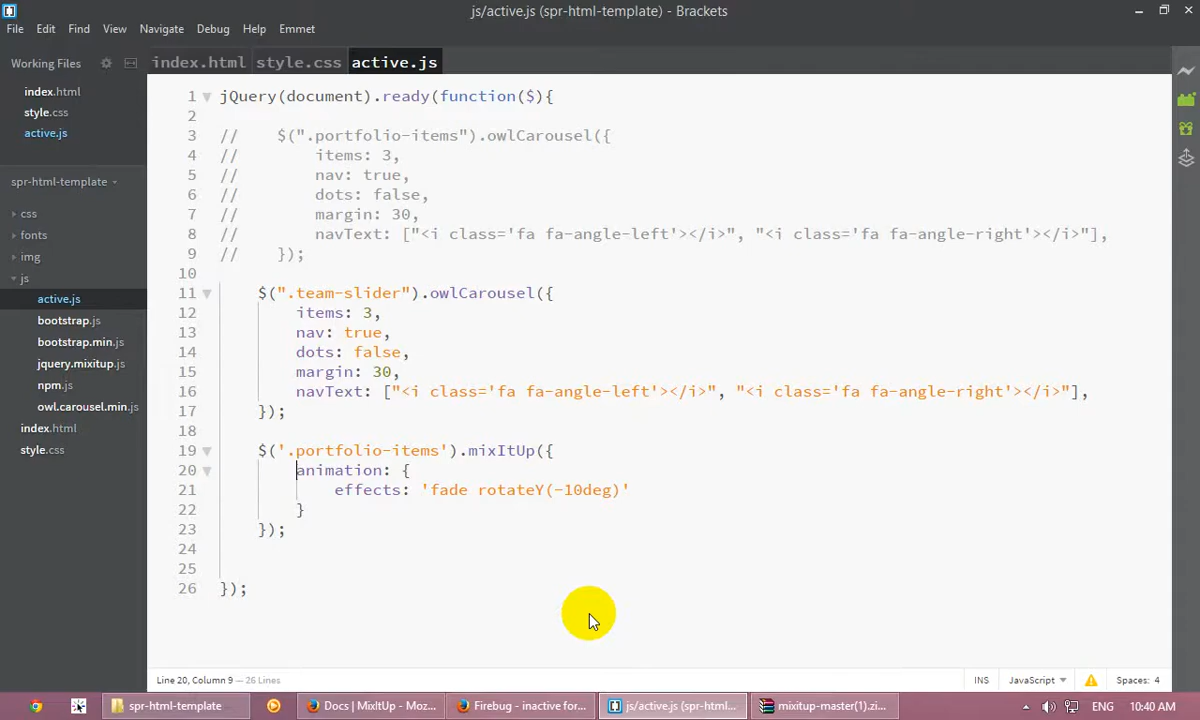 js/active.js (spr-html-template) - Brackets
File Edit Find View Navigate Debug Help Emmet
Working Files
index.html
style.css
active.js
spr-html-template
css
fonts
img
js
active.js
bootstrap.js
bootstrap.min.js
jquery.mixitup.js
npm.js
owl.carousel.min.js
index.html
style.css
index.html style.css active.js
1 jQuery(document).ready(function($){
2
3 //    $(".portfolio-items").owlCarousel({
4 //        items: 3,
5 //        nav: true,
6 //        dots: false,
7 //        margin: 30,
8 //        navText: ["<i class='fa fa-angle-left'></i>", "<i class='fa fa-angle-right'></i>"],
9 //    });
10
11     $(".team-slider").owlCarousel({
12         items: 3,
13         nav: true,
14         dots: false,
15         margin: 30,
16         navText: ["<i class='fa fa-angle-left'></i>", "<i class='fa fa-angle-right'></i>"],
17     });
18
19     $('.portfolio-items').mixItUp({
20         animation: {
21             effects: 'fade rotateY(-10deg)'
22         }
23     });
24
25
26 });
Line 20, Column 9 — 26 Lines
INS JavaScript Spaces: 4
spr-html-template Docs | MixItUp - Moz... Firebug - inactive for... js/active.js (spr-html... mixitup-master(1).zi... ENG 10:40 AM